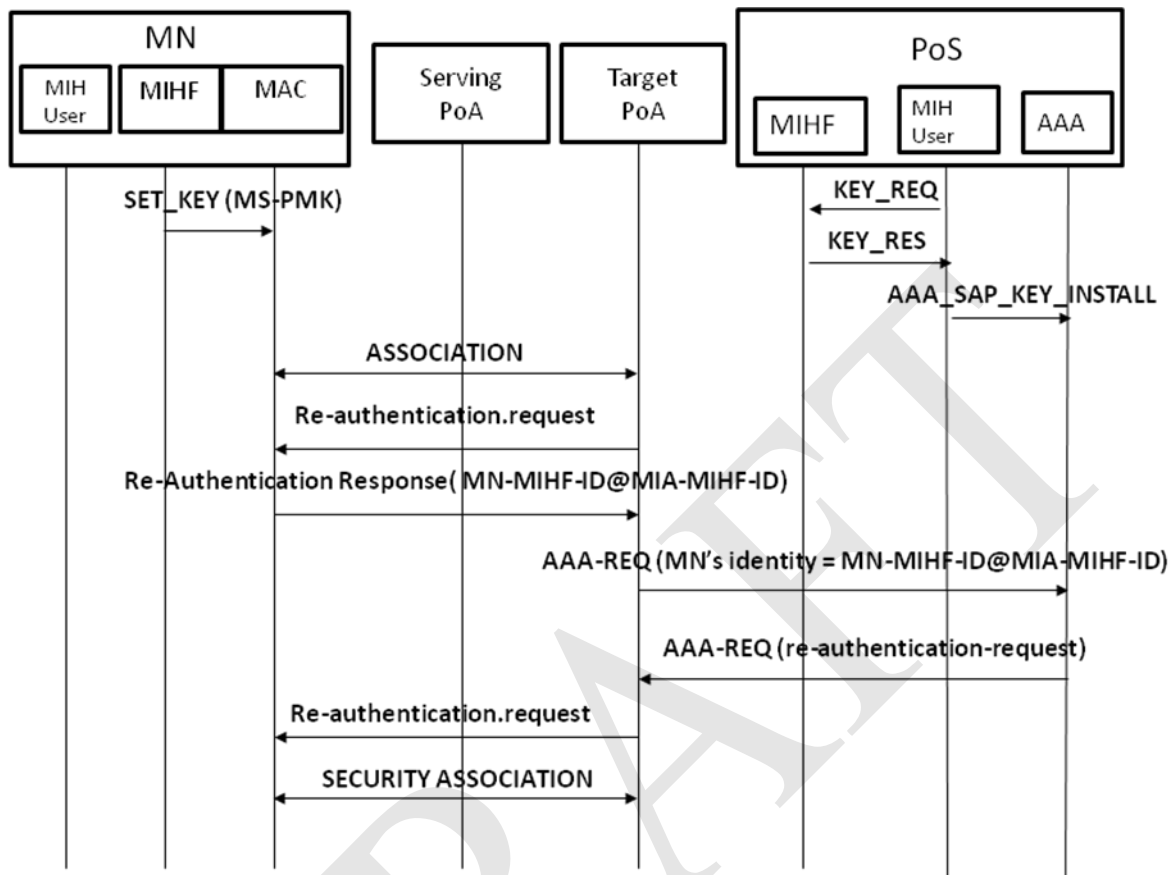 MN
MIH
User
MIHF
MAC
Serving
PoA
Target
PoA
PoS
MIHF
MIH
User
AAA
SET_KEY (MS-PMK)
KEY_REQ
KEY_RES
AAA_SAP_KEY_INSTALL
ASSOCIATION
Re-authentication.request
Re-Authentication Response( MN-MIHF-ID@MIA-MIHF-ID)
AAA-REQ (MN’s identity = MN-MIHF-ID@MIA-MIHF-ID)
AAA-REQ (re-authentication-request)
Re-authentication.request
SECURITY ASSOCIATION
DRAFT